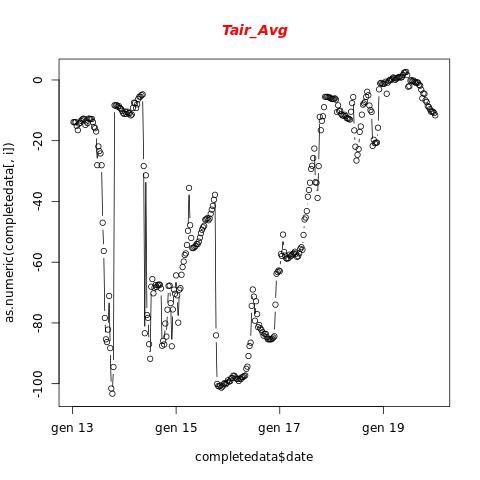 Tair_Avg
as.numeric(completedata[, i])
0
-20
-40
-60
-80
-100
gen 13
gen 15
gen 17
gen 19
completedata$date